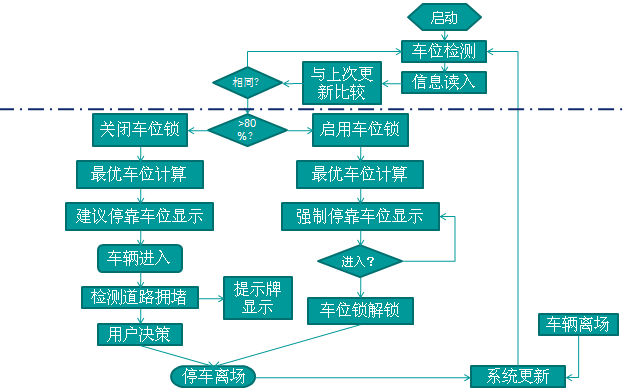 启动
车位检测
信息读入
与上次更
新比较
相同?
>80
%?
关闭车位锁
启用车位锁
最优车位计算
最优车位计算
建议停靠车位显示
强制停靠车位显示
车辆进入
进入?
检测道路拥堵
提示牌
显示
车位锁解锁
用户决策
车辆离场
停车离场
系统更新